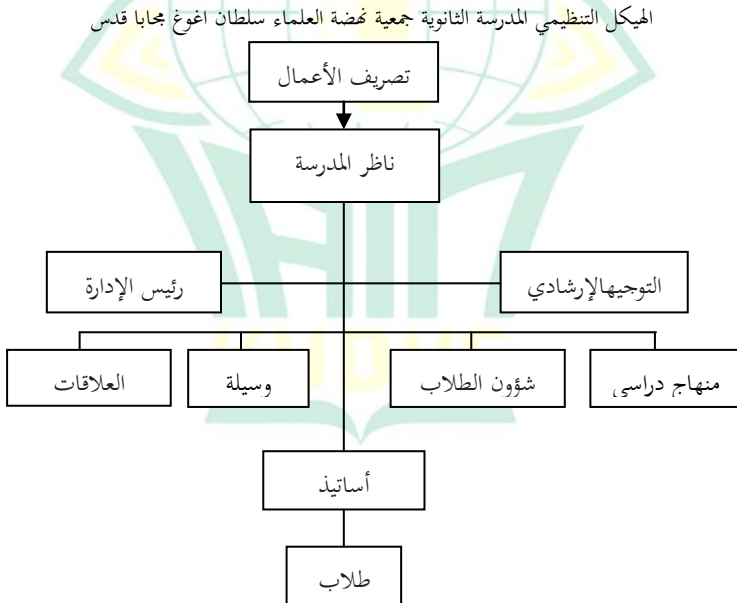 الهيكل التنظيمي المدرسة الثانوية جمعية نهضة العلماء سلطان اغوغ مجابا قدس
تصريف الأعمال
ناظر المدرسة
التوجيهالإرشادي
رئيس الإدارة
منهاج دراسي
شؤون الطلاب
وسيلة
العلاقات
أساتيذ
طلاب
KUDUS